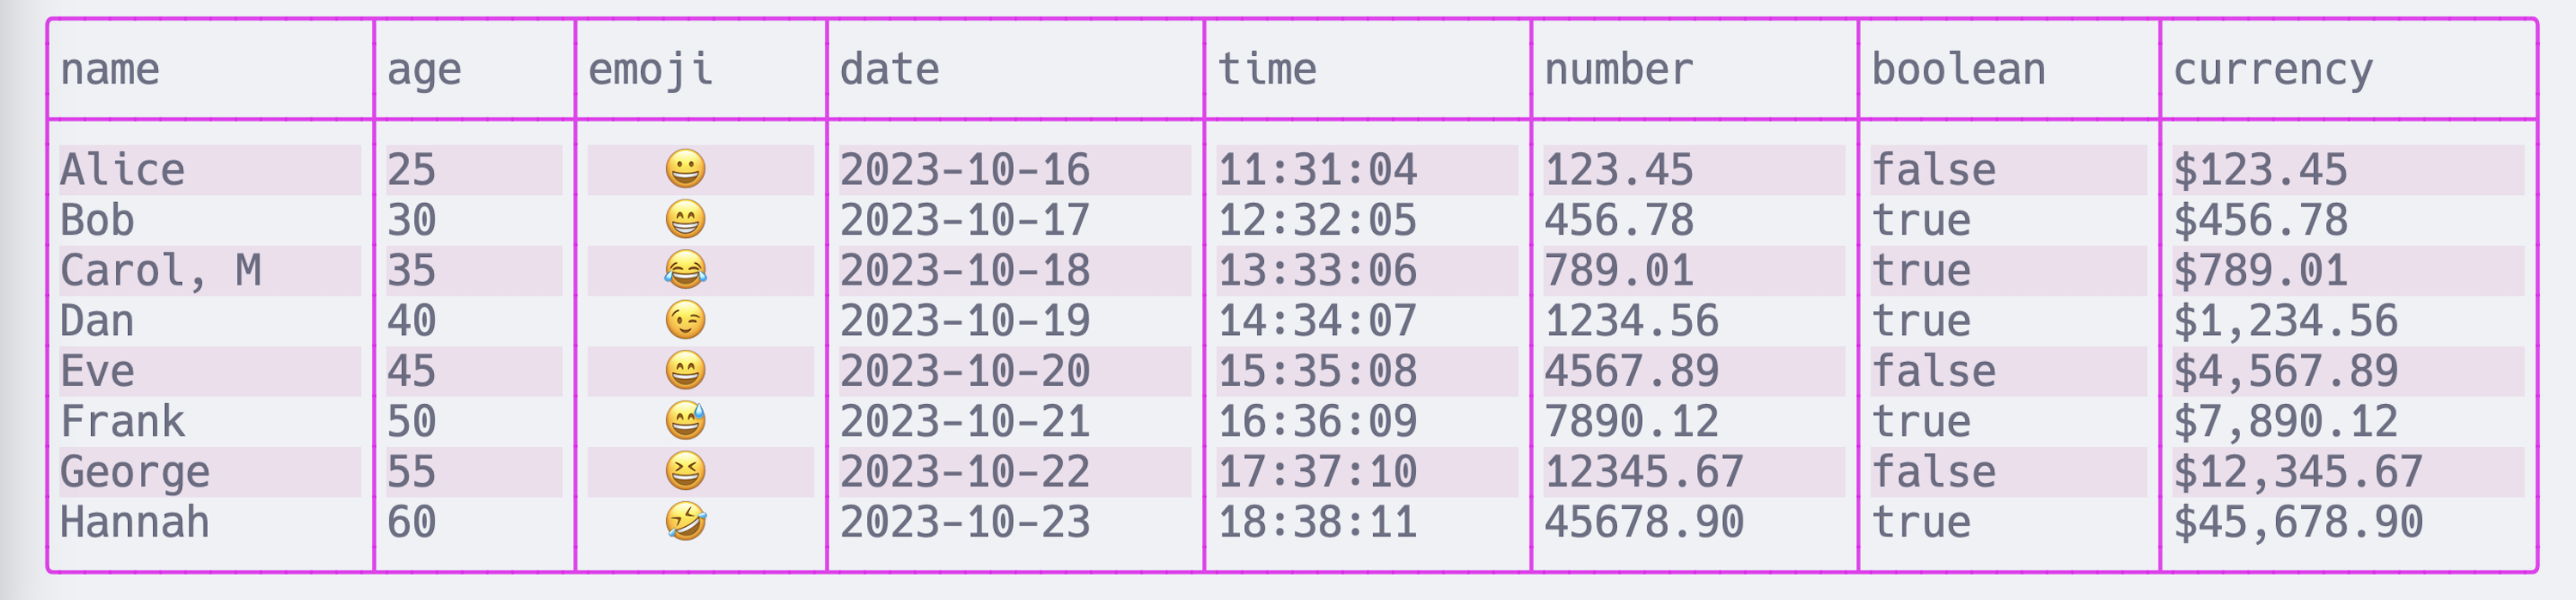 name age emoji date time number boolean currency
Alice 25 😀 2023-10-16 11:31:04 123.45 false $123.45
Bob 30 😁 2023-10-17 12:32:05 456.78 true $456.78
Carol, M 35 😂 2023-10-18 13:33:06 789.01 true $789.01
Dan 40 😉 2023-10-19 14:34:07 1234.56 true $1,234.56
Eve 45 😄 2023-10-20 15:35:08 4567.89 false $4,567.89
Frank 50 😅 2023-10-21 16:36:09 7890.12 true $7,890.12
George 55 😆 2023-10-22 17:37:10 12345.67 false $12,345.67
Hannah 60 🤣 2023-10-23 18:38:11 45678.90 true $45,678.90